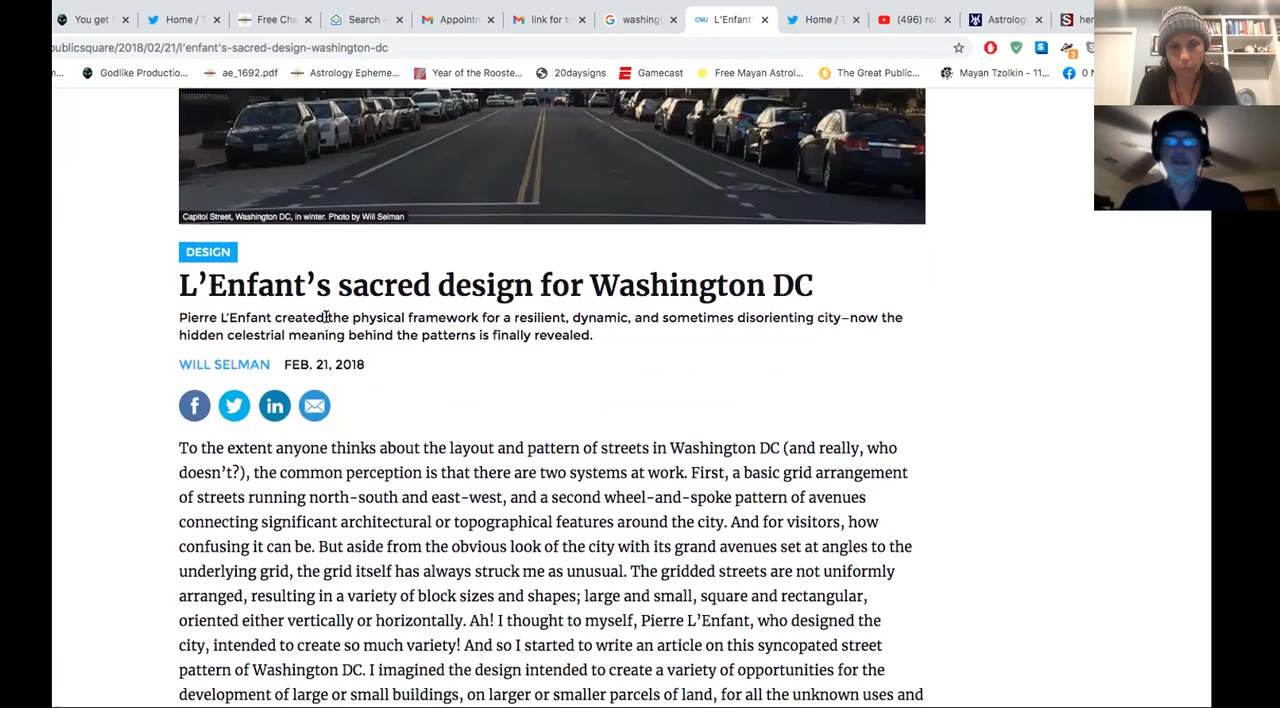 You get
Home / T
Free Cha
Search -
Appointr
link for t
washing
CNU L'Enfant'
Home / T
(496) ro
Astrolog
her
publicsquare/2018/02/21/l'enfant's-sacred-design-washington-dc
Godlike Productio...
ae_1692.pdf
Astrology Epheme...
Year of the Rooste...
20daysigns
Gamecast
Free Mayan Astrol...
The Great Public...
Mayan Tzolkin - 11...
Capitol Street, Washington DC, in winter. Photo by Will Selman
DESIGN
L’Enfant’s sacred design for Washington DC
Pierre L’Enfant created the physical framework for a resilient, dynamic, and sometimes disorienting city—now the
hidden celestrial meaning behind the patterns is finally revealed.
WILL SELMAN FEB. 21, 2018
To the extent anyone thinks about the layout and pattern of streets in Washington DC (and really, who
doesn’t?), the common perception is that there are two systems at work. First, a basic grid arrangement
of streets running north-south and east-west, and a second wheel-and-spoke pattern of avenues
connecting significant architectural or topographical features around the city. And for visitors, how
confusing it can be. But aside from the obvious look of the city with its grand avenues set at angles to the
underlying grid, the grid itself has always struck me as unusual. The gridded streets are not uniformly
arranged, resulting in a variety of block sizes and shapes; large and small, square and rectangular,
oriented either vertically or horizontally. Ah! I thought to myself, Pierre L’Enfant, who designed the
city, intended to create so much variety! And so I started to write an article on this syncopated street
pattern of Washington DC. I imagined the design intended to create a variety of opportunities for the
development of large or small buildings, on larger or smaller parcels of land, for all the unknown uses and